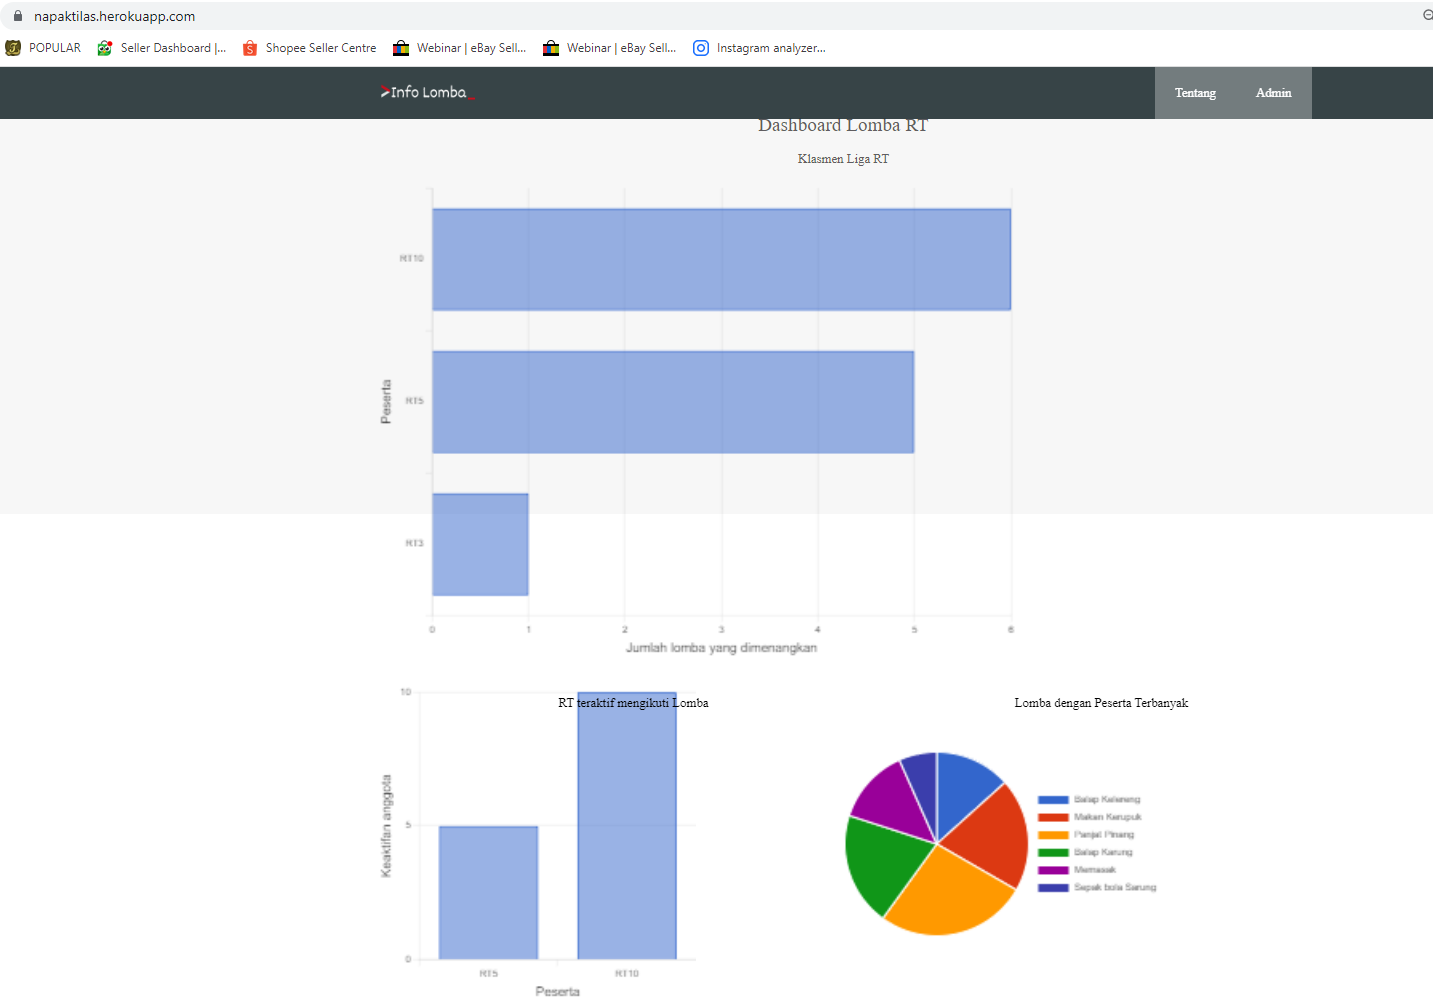 napaktilas.herokuapp.com
POPULAR
Seller Dashboard |...
Shopee Seller Centre
Webinar | eBay Sell...
Webinar | eBay Sell...
Instagram analyzer...
>Info Lomba_
Tentang
Admin
Dashboard Lomba RT
Klasmen Liga RT
RT10
Peserta
RT5
RT3
0 1 2 3 4 5 6
Jumlah lomba yang dimenangkan
RT teraktif mengikuti Lomba
10
5
0
Keaktifan anggota
RT5
RT10
Peserta
Lomba dengan Peserta Terbanyak
Balap Kelereng
Makan Kerupuk
Panjat Pinang
Balap Karung
Memasak
Sepak bola Sarung